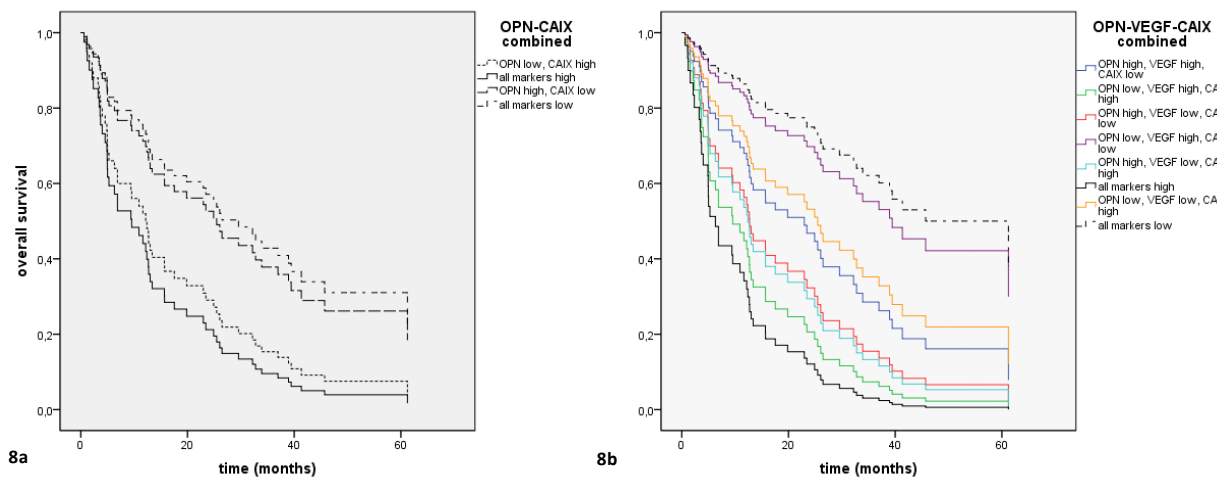 OPN-CAIX
combined
OPN low, CAIX high
all markers high
OPN high, CAIX low
all markers low
1,0
0,8
0,6
0,4
0,2
0,0
overall survival
0
20
40
60
time (months)
8a
OPN-VEGF-CAIX
combined
OPN high, VEGF high,
CAIX low
OPN low, VEGF high, CA
high
OPN high, VEGF low, CA
low
OPN low, VEGF high, CA
low
OPN high, VEGF low, CA
high
all markers high
OPN low, VEGF low, CA
high
all markers low
1,0
0,8
0,6
0,4
0,2
0,0
0
20
40
60
time (months)
8b